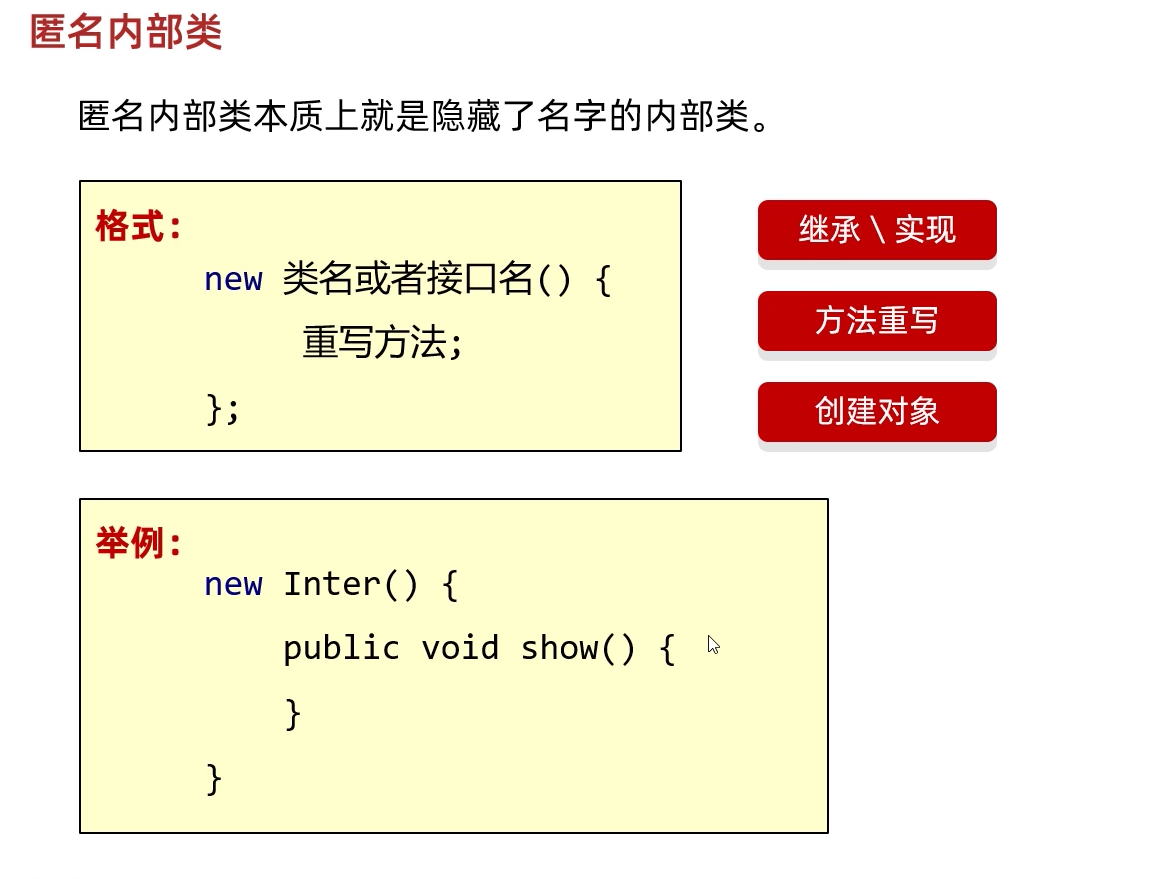 匿名内部类
匿名内部类本质上就是隐藏了名字的内部类。
格式：
new 类名或者接口名() {
重写方法;
};
继承 \ 实现
方法重写
创建对象
举例：
new Inter() {
public void show() {
}
}